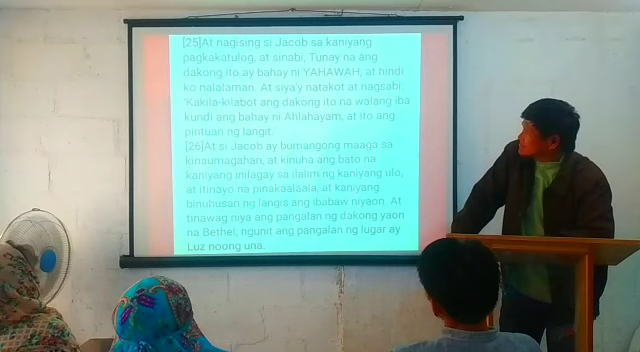 [25]At nagising si Jacob sa kaniyang
pagkakatulog, at sinabi, Tunay na ang
dakong ito ay bahay ni YAHAWAH, at hindi
ko nalalaman. At siya'y natakot at nagsabi:
'Kakila-kilabot ang dakong ito na walang iba
kundi ang bahay ni Ahlahayam, at ito ang
pintuan ng langit.
[26]At si Jacob ay bumangong maaga sa
kinaumagahan, at kinuha ang bato na
kaniyang inilagay sa ilalim ng kaniyang ulo,
at itinayo na pinakaalaala, at kaniyang
binuhusan ng langis ang ibabaw niyaon. At
tinawag niya ang pangalan ng dakong yaon
na Bethel, ngunit ang pangalan ng lugar ay
Luz noong una.